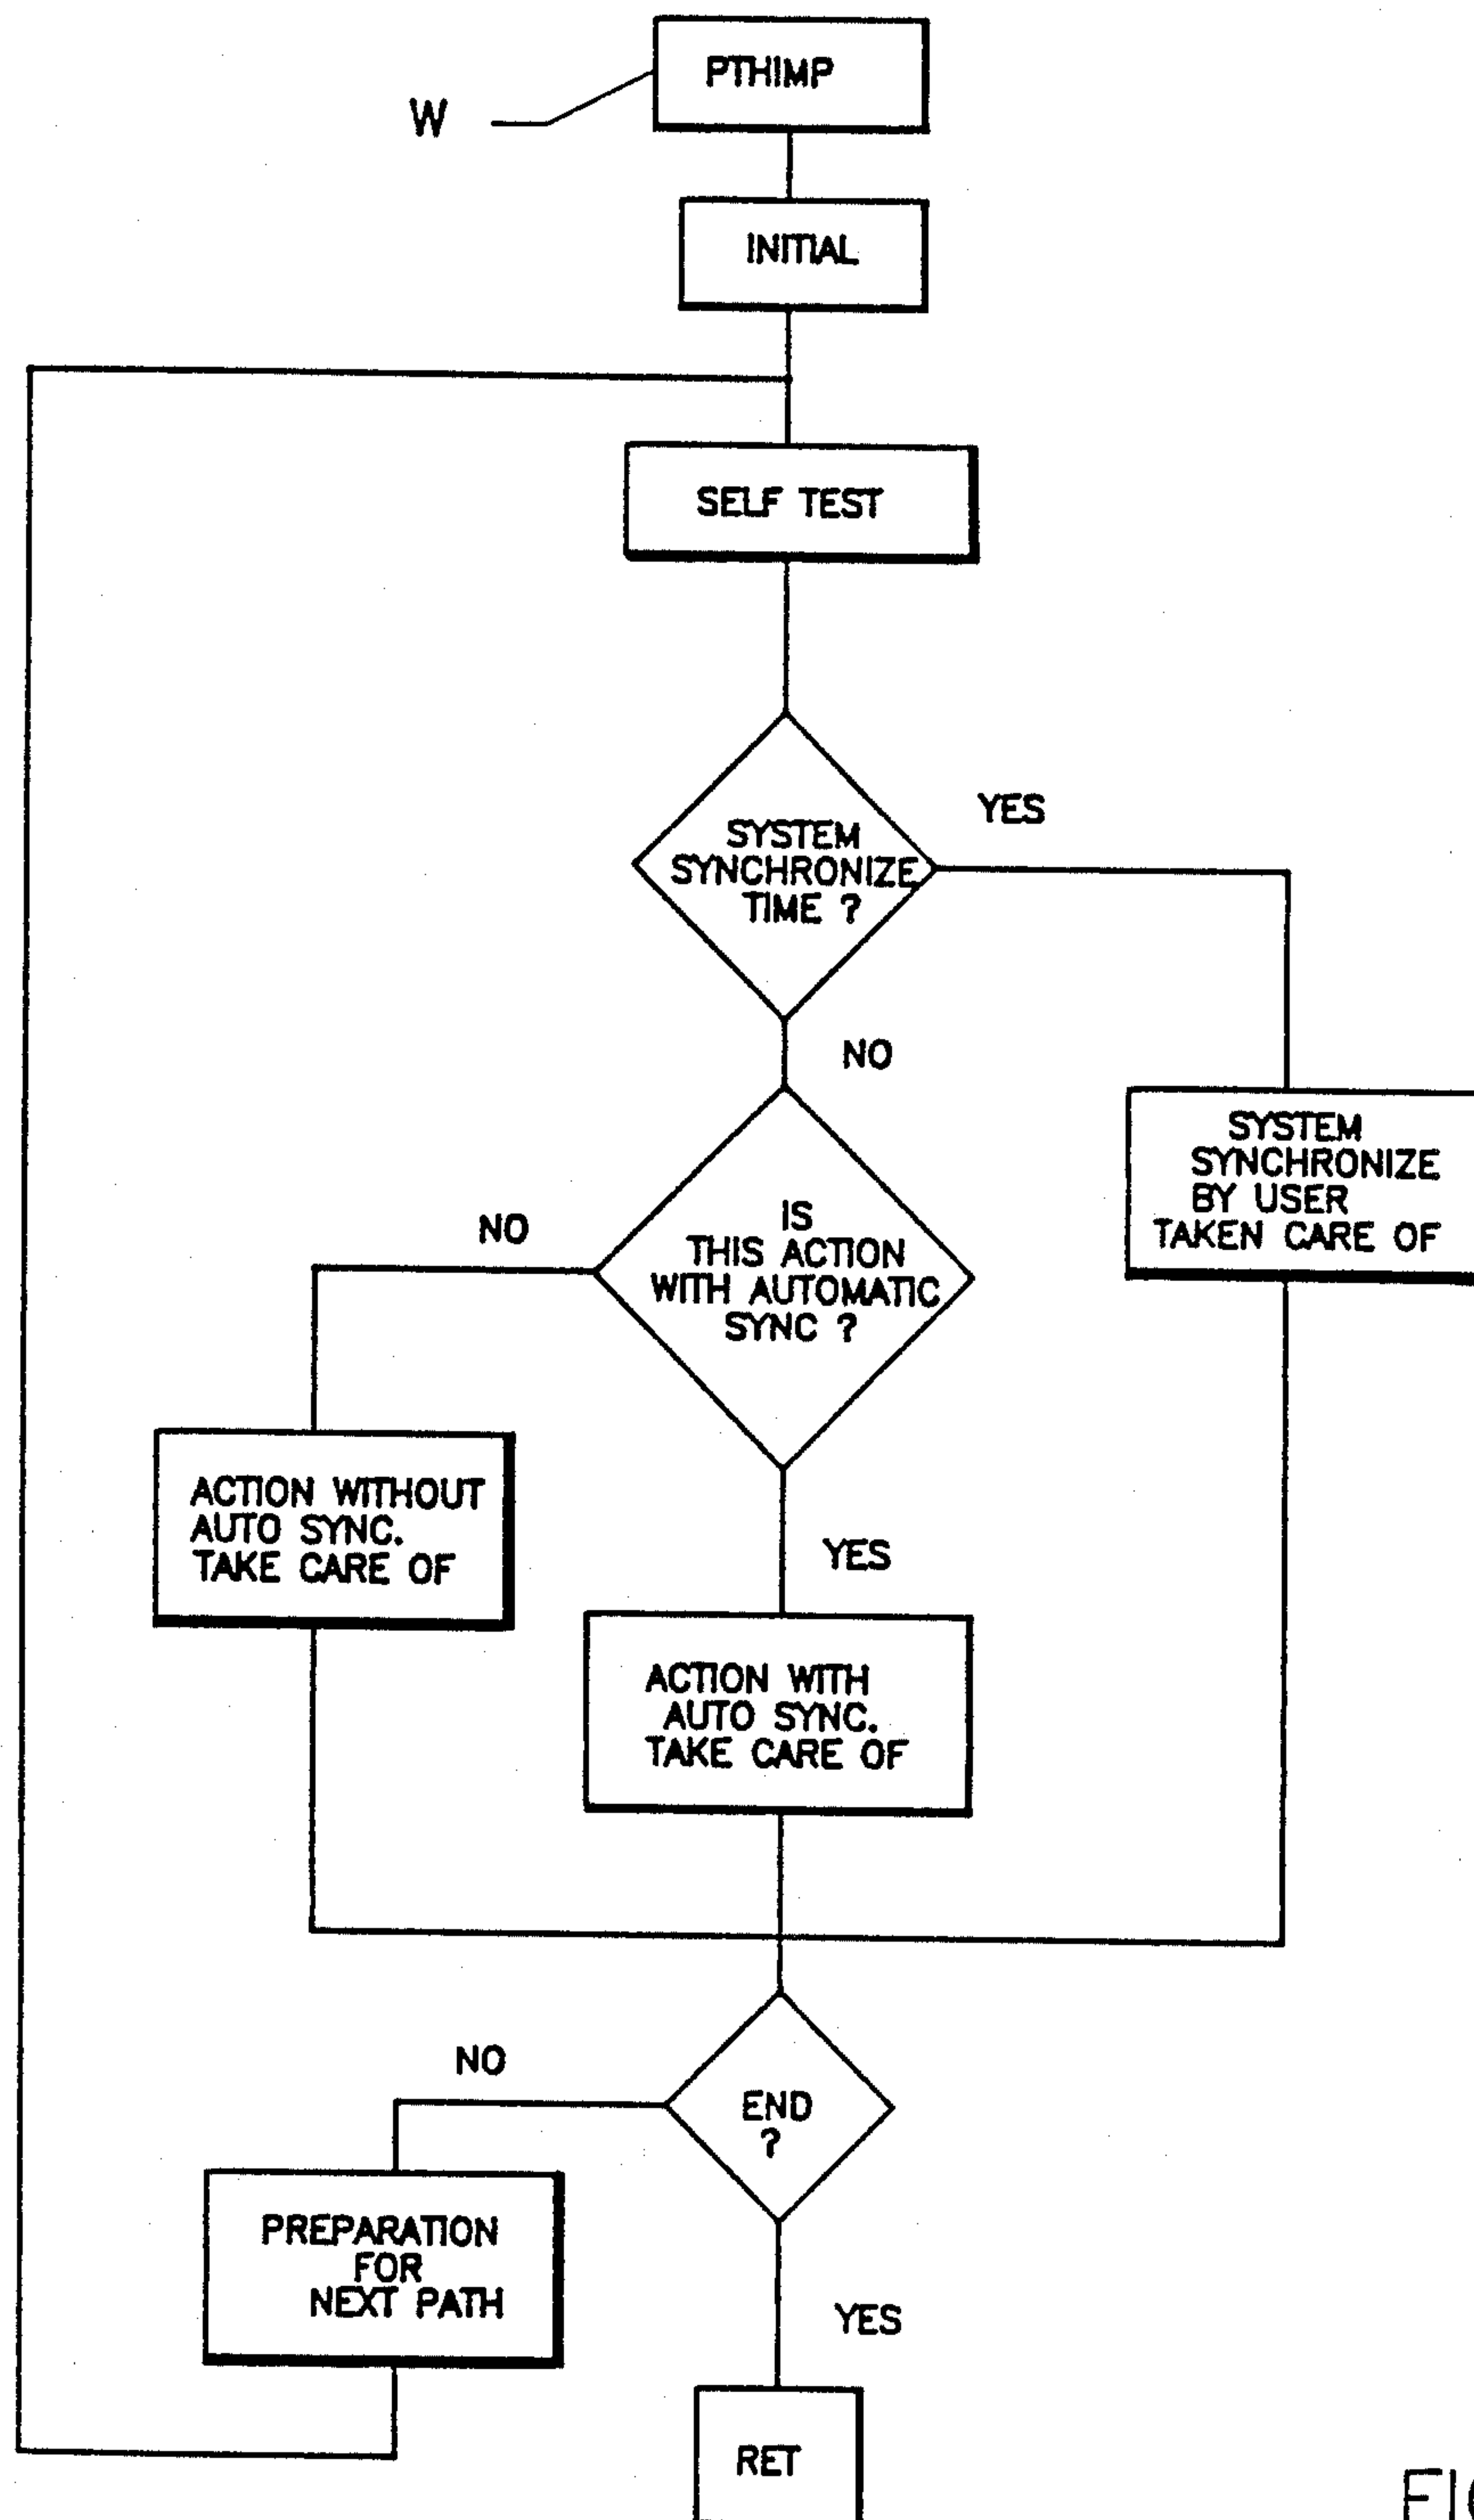 PTHIMP
W
INITIAL
SELF TEST
YES
SYSTEM
SYNCHRONIZE
TIME ?
NO
SYSTEM
SYNCHRONIZE
BY USER
TAKEN CARE OF
NO
IS
THIS ACTION
WITH AUTOMATIC
SYNC ?
ACTION WITHOUT
AUTO SYNC.
TAKE CARE OF
YES
ACTION WITH
AUTO SYNC.
TAKE CARE OF
NO
END
?
PREPARATION
FOR
NEXT PATH
YES
RET